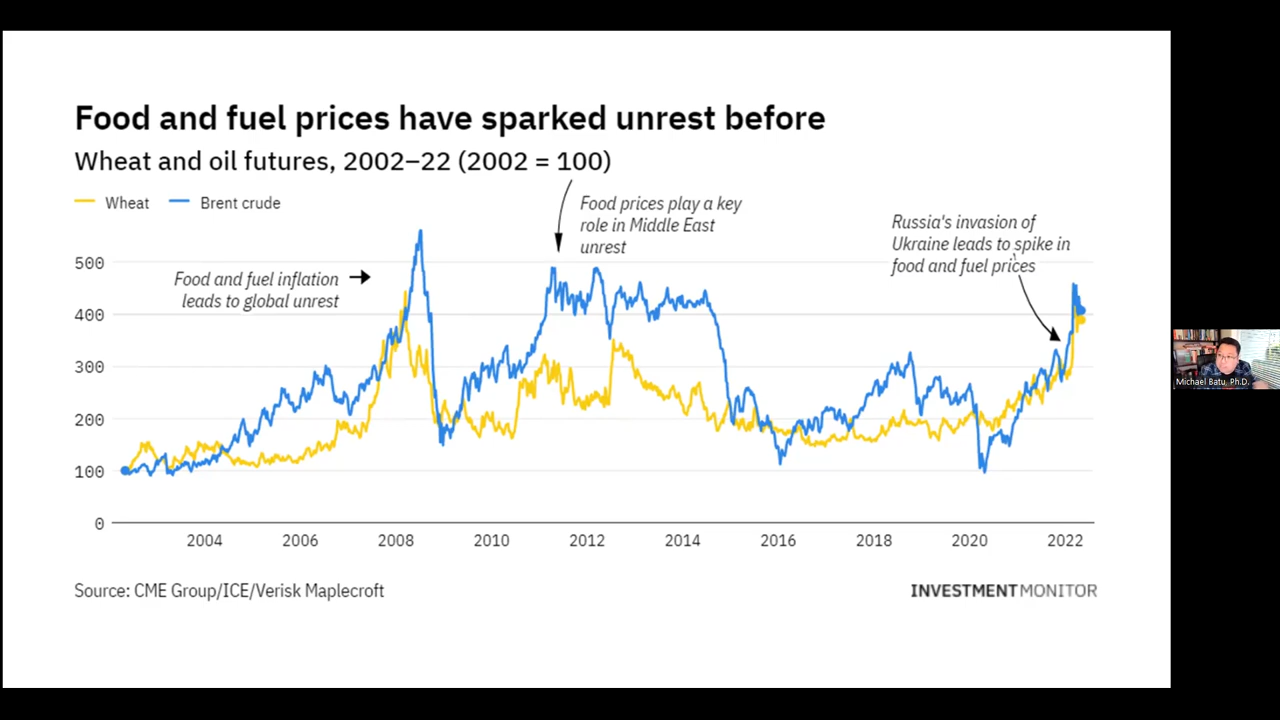 Food and fuel prices have sparked unrest before
Wheat and oil futures, 2002–22 (2002 = 100)
Wheat
Brent crude
Food prices play a key
role in Middle East
unrest
Russia's invasion of
Ukraine leads to spike in
food and fuel prices
Food and fuel inflation
leads to global unrest
500
400
300
200
100
0
2004 2006 2008 2010 2012 2014 2016 2018 2020 2022
Source: CME Group/ICE/Verisk Maplecroft
INVESTMENT MONITOR
Michael Batu Ph.D.